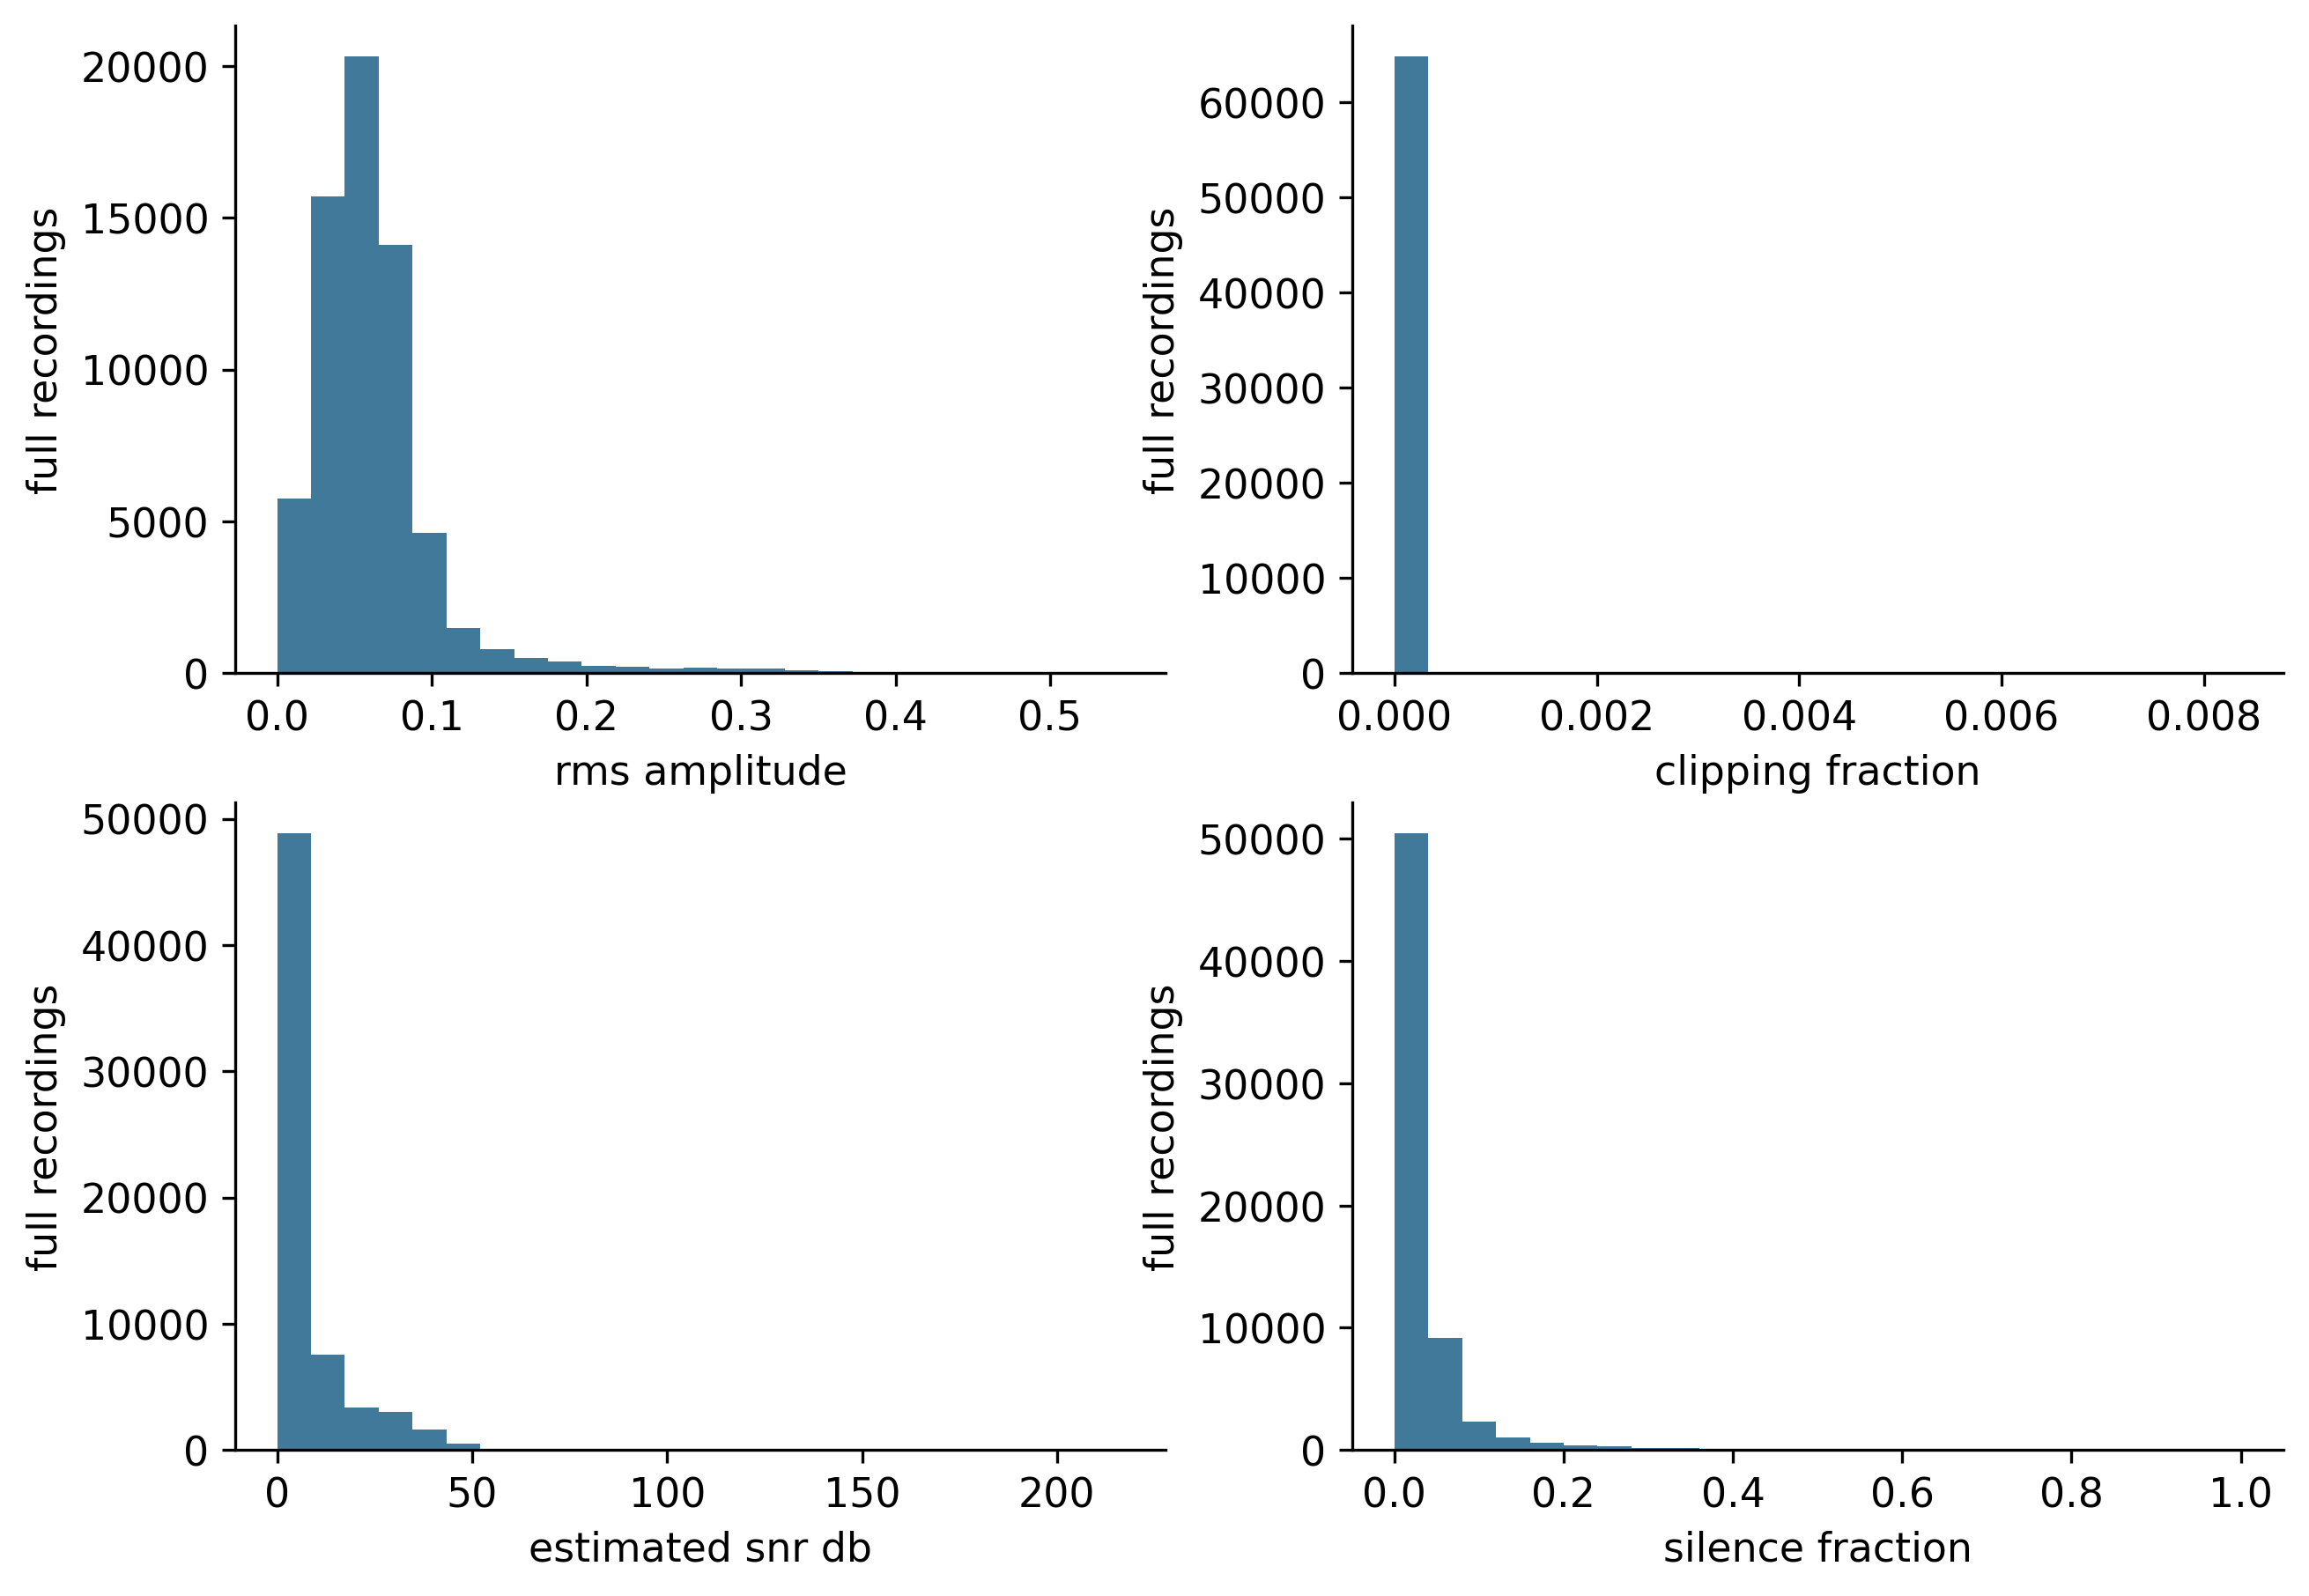 20000
15000
10000
5000
0
full recordings
0.0 0.1 0.2 0.3 0.4 0.5
rms amplitude
60000
50000
40000
30000
20000
10000
0
full recordings
0.000 0.002 0.004 0.006 0.008
clipping fraction
50000
40000
30000
20000
10000
0
full recordings
0 50 100 150 200
estimated snr db
50000
40000
30000
20000
10000
0
full recordings
0.0 0.2 0.4 0.6 0.8 1.0
silence fraction